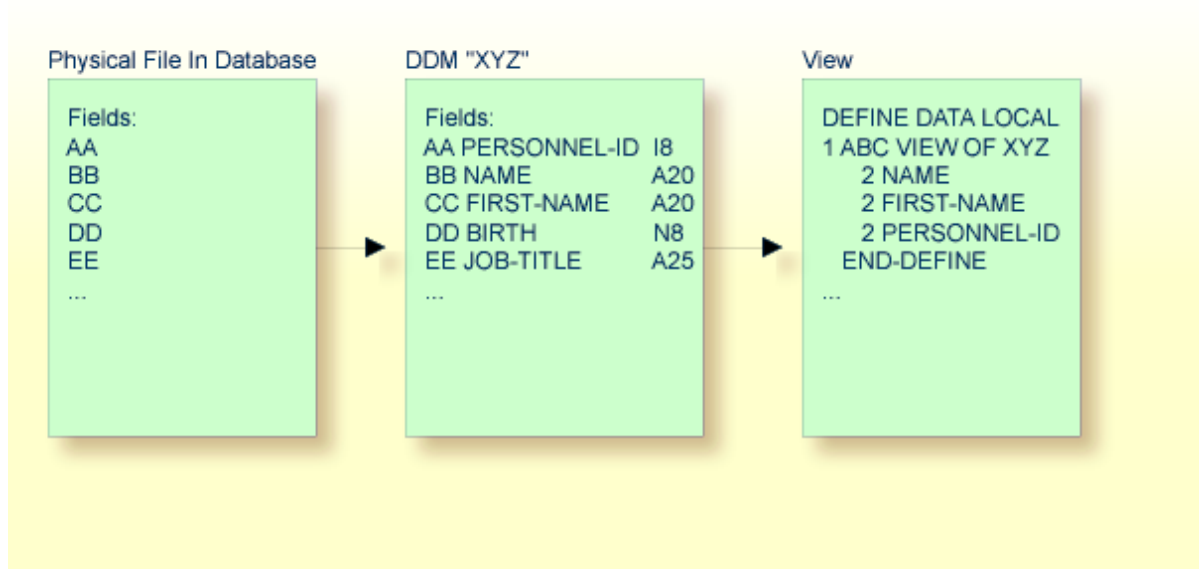 Physical File In Database
Fields:
AA
BB
CC
DD
EE
...
DDM "XYZ"
Fields:
AA PERSONNEL-ID I8
BB NAME A20
CC FIRST-NAME A20
DD BIRTH N8
EE JOB-TITLE A25
...
View
DEFINE DATA LOCAL
1 ABC VIEW OF XYZ
2 NAME
2 FIRST-NAME
2 PERSONNEL-ID
END-DEFINE
...